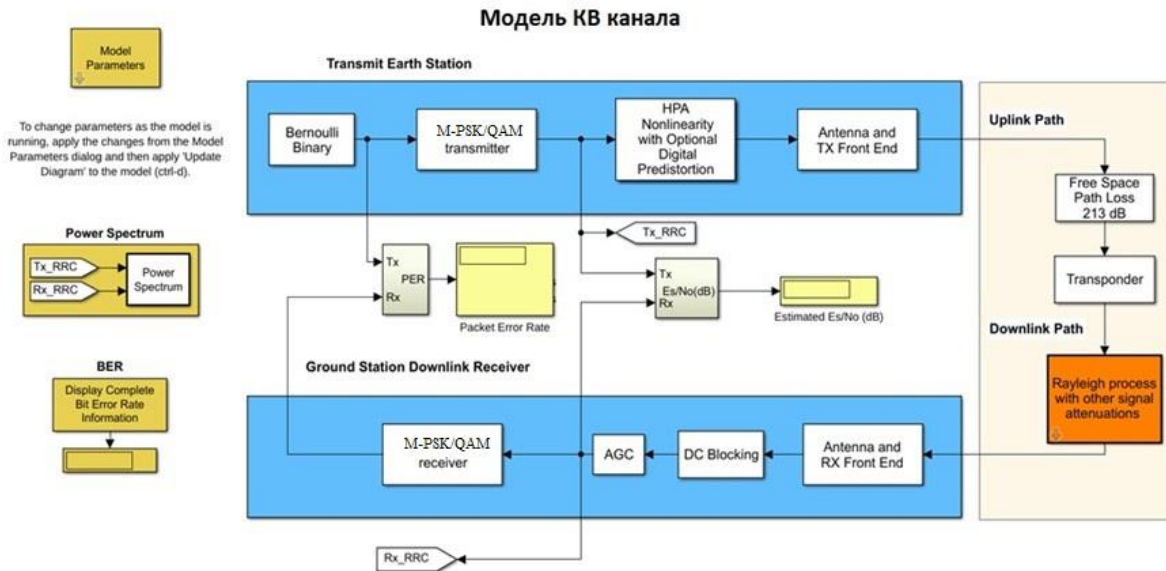 Модель КВ канала
Model
Parameters
To change parameters as the model is
running, apply the changes from the Model
Parameters dialog and then apply 'Update
Diagram' to the model (ctrl-d).
Power Spectrum
Tx_RRC
Rx_RRC
Power
Spectrum
BER
Display Complete
Bit Error Rate
Information
Transmit Earth Station
Bernoulli
Binary
M-PSK/QAM
transmitter
HPA
Nonlinearity
with Optional
Digital
Predistortion
Antenna and
TX Front End
Tx_RRC
Tx
PER
Rx
Packet Error Rate
Tx
Es/No(dB)
Rx
Estimated Es/No (dB)
Uplink Path
Free Space
Path Loss
213 dB
Transponder
Downlink Path
Rayleigh process
with other signal
attenuations
Ground Station Downlink Receiver
M-PSK/QAM
receiver
AGC
DC Blocking
Antenna and
RX Front End
Rx_RRC